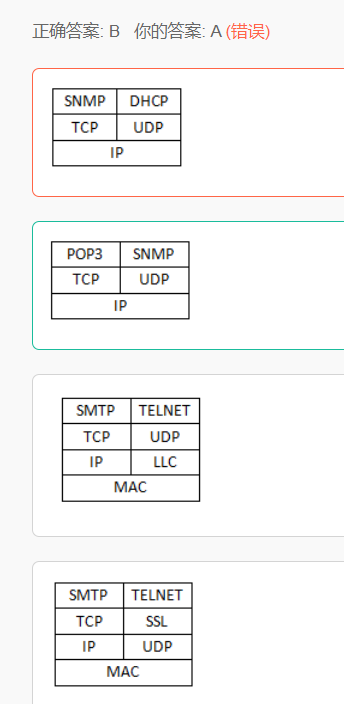 正确答案: B 你的答案: A (错误)
SNMP DHCP
TCP UDP
IP
POP3 SNMP
TCP UDP
IP
SMTP TELNET
TCP UDP
IP LLC
MAC
SMTP TELNET
TCP SSL
IP UDP
MAC